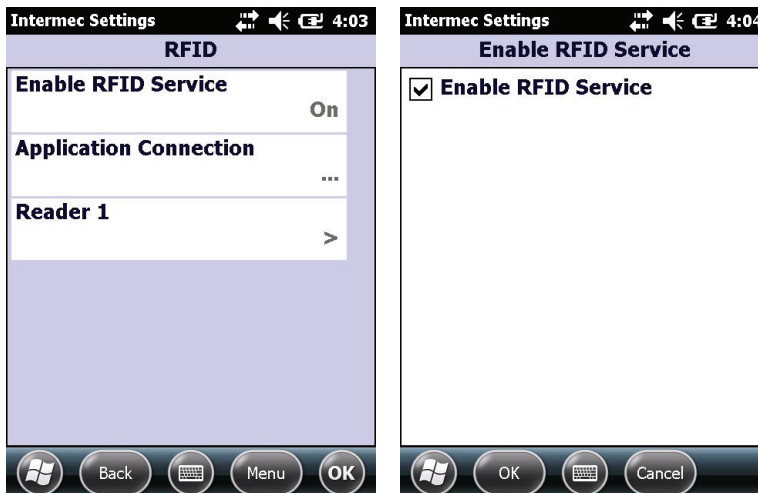 Intermec Settings 4:03
RFID
Enable RFID Service
On
Application Connection
...
Reader 1
>
Back Menu OK
Intermec Settings 4:04
Enable RFID Service
Enable RFID Service
OK Cancel